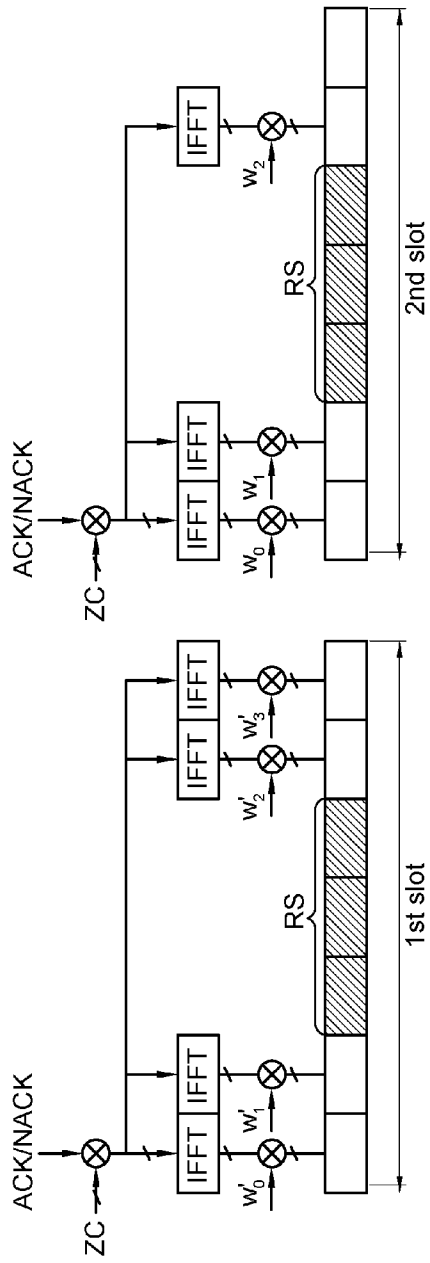 ACK/NACK
ZC
IFFT IFFT IFFT IFFT
w'0 w'1 w'2 w'3
RS
1st slot
ACK/NACK
ZC
IFFT IFFT IFFT
w0 w1 w2
RS
2nd slot